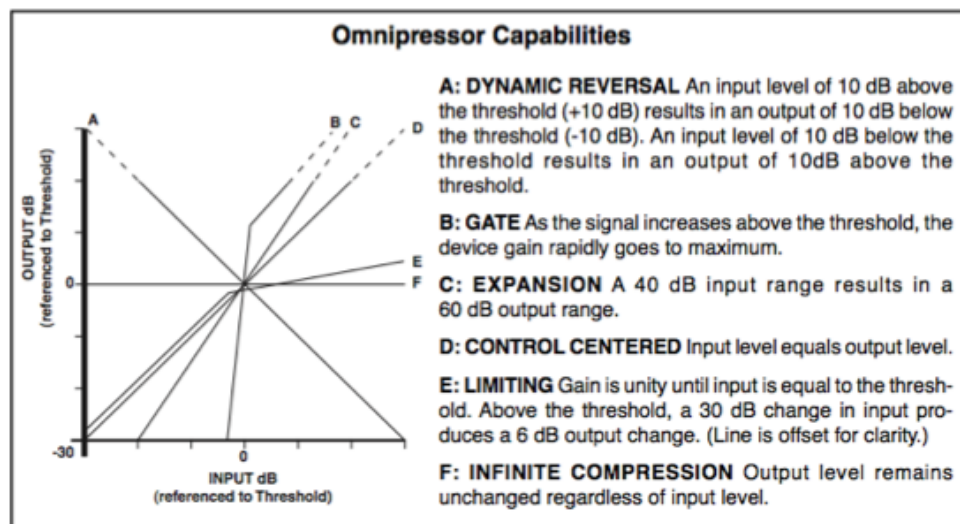 Omnipressor Capabilities
A
B
C
D
E
F
OUTPUT dB
(referenced to Threshold)
0
-30
0
INPUT dB
(referenced to Threshold)
A: DYNAMIC REVERSAL An input level of 10 dB above
the threshold (+10 dB) results in an output of 10 dB below
the threshold (-10 dB). An input level of 10 dB below the
threshold results in an output of 10dB above the
threshold.
B: GATE As the signal increases above the threshold, the
device gain rapidly goes to maximum.
C: EXPANSION A 40 dB input range results in a
60 dB output range.
D: CONTROL CENTERED Input level equals output level.
E: LIMITING Gain is unity until input is equal to the thresh-
old. Above the threshold, a 30 dB change in input pro-
duces a 6 dB output change. (Line is offset for clarity.)
F: INFINITE COMPRESSION Output level remains
unchanged regardless of input level.